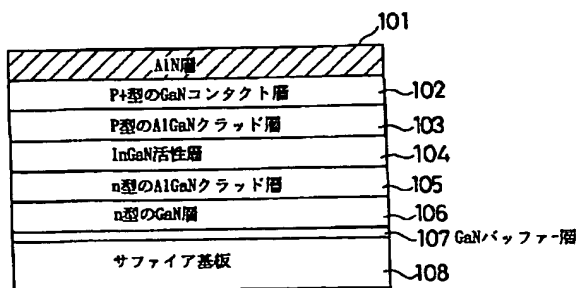 101
AlN層
P+型のGaNコンタクト層 102
P型のAlGaNクラッド層 103
InGaN活性層 104
n型のAlGaNクラッド層 105
n型のGaN層 106
107 GaNバッファ-層
サファイア基板 108